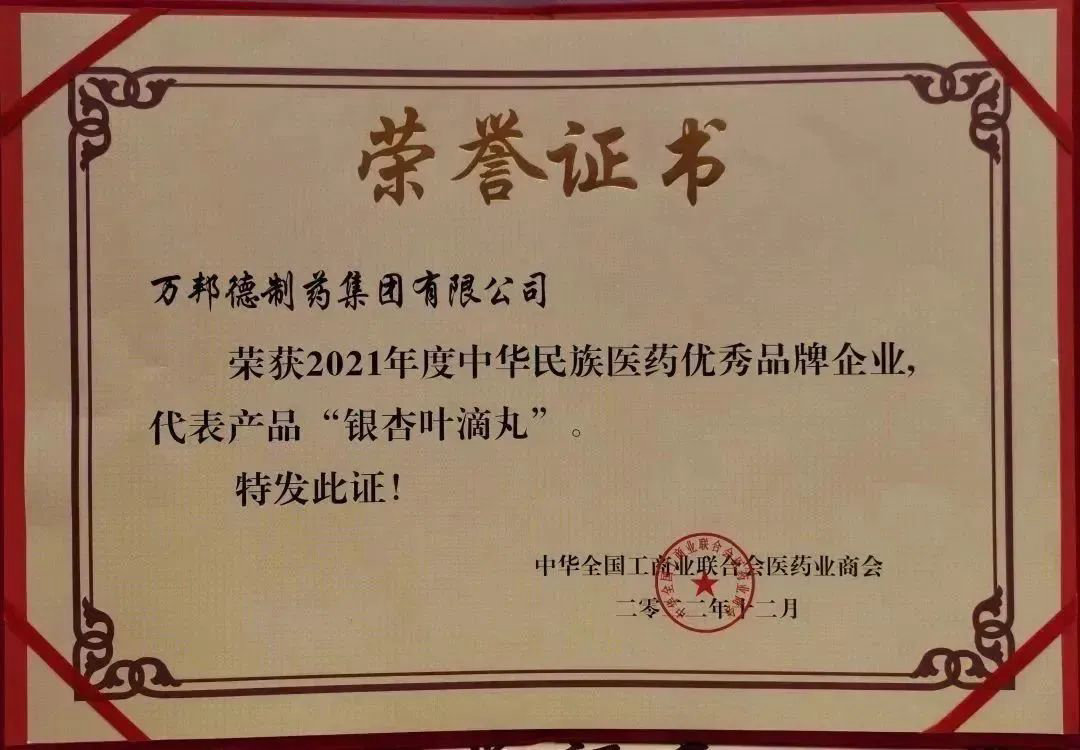 荣誉证书
万邦德制药集团有限公司
荣获2021年度中华民族医药优秀品牌企业,
代表产品“银杏叶滴丸”。
特发此证!
中华全国工商业联合会医药业商会
二零二二年十二月